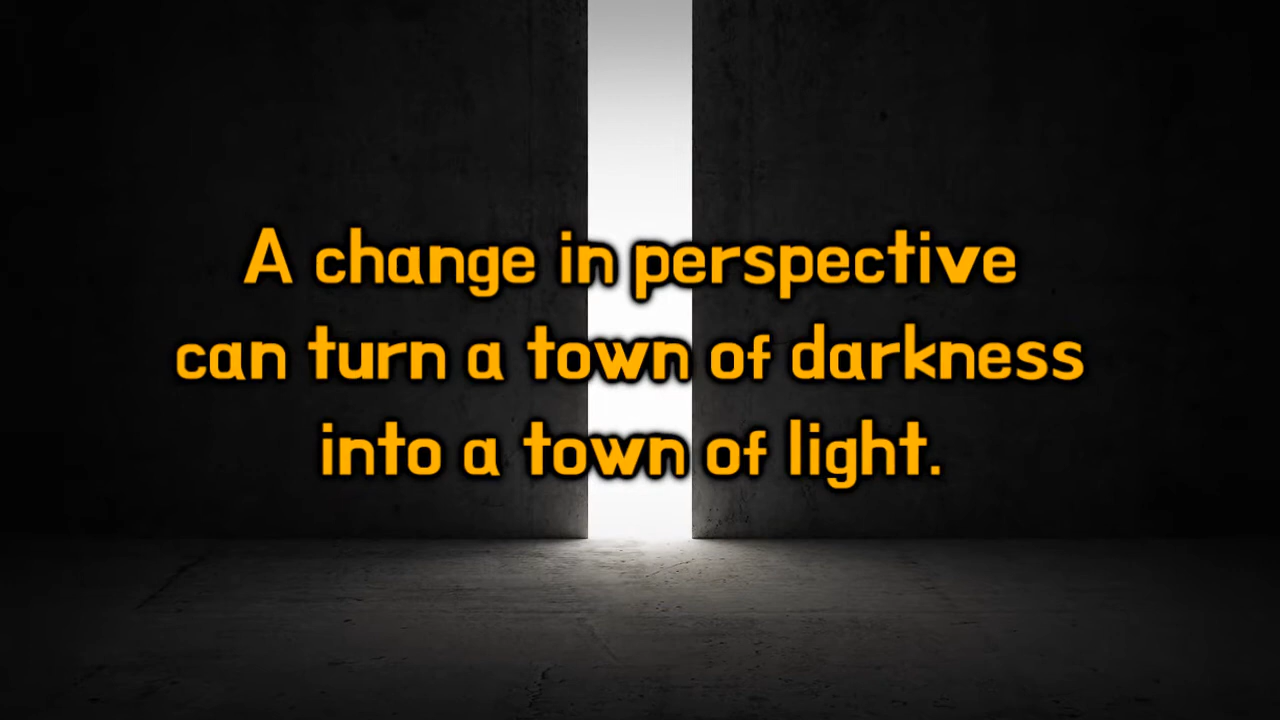 A change in perspective
can turn a town of darkness
into a town of light.